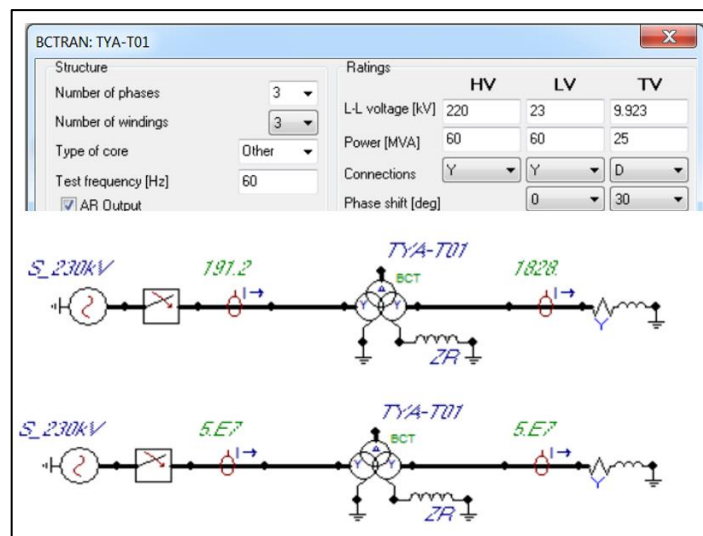 BCTRAN: TYA-T01
Structure
Number of phases 3
Number of windings 3
Type of core Other
Test frequency [Hz] 60
AR Output
Ratings
HV LV TV
L-L voltage [kV] 220 23 9.923
Power [MVA] 60 60 25
Connections Y Y D
Phase shift [deg] 0 30
TYA-T01
S_230kV 191.2 BCT 1828.
I I
Y Y
Y
ZR
TYA-T01
S_230kV 5.E7 BCT 5.E7
I I
Y Y
Y
ZR